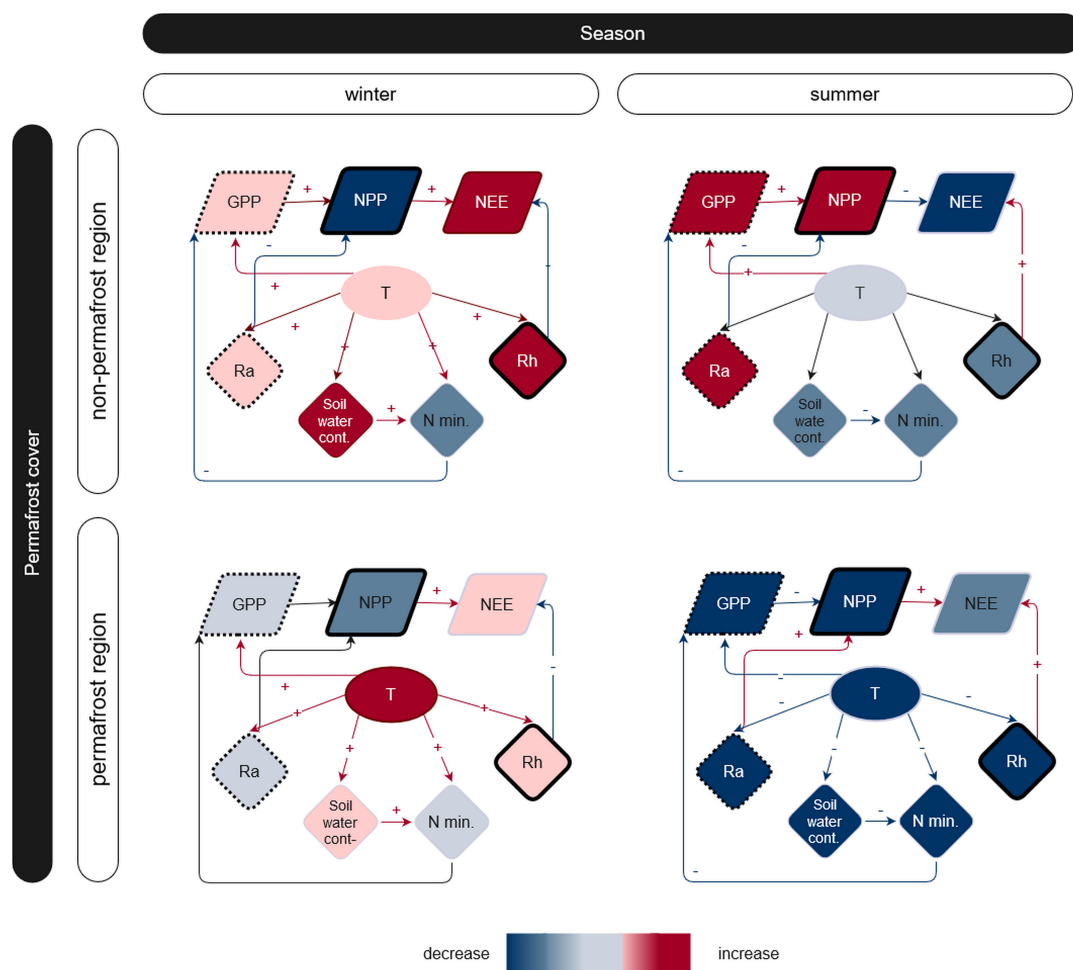 Season
winter
summer
Permafrost cover
non-permafrost region
GPP
+
NPP
+
NEE
-
+
T
-
+
+
+
+
Ra
Rh
Soil
water
cont.
+
N min.
-
GPP
+
NPP
-
NEE
-
+
T
+
Ra
Rh
Soil
wate
cont.
-
N min.
-
permafrost region
GPP
NPP
+
NEE
-
+
T
+
+
+
+
Ra
Rh
Soil
water
cont-
+
N min.
GPP
-
NPP
+
NEE
+
-
T
-
-
+
-
-
Ra
Rh
Soil
water
cont.
-
N min.
-
decrease
increase